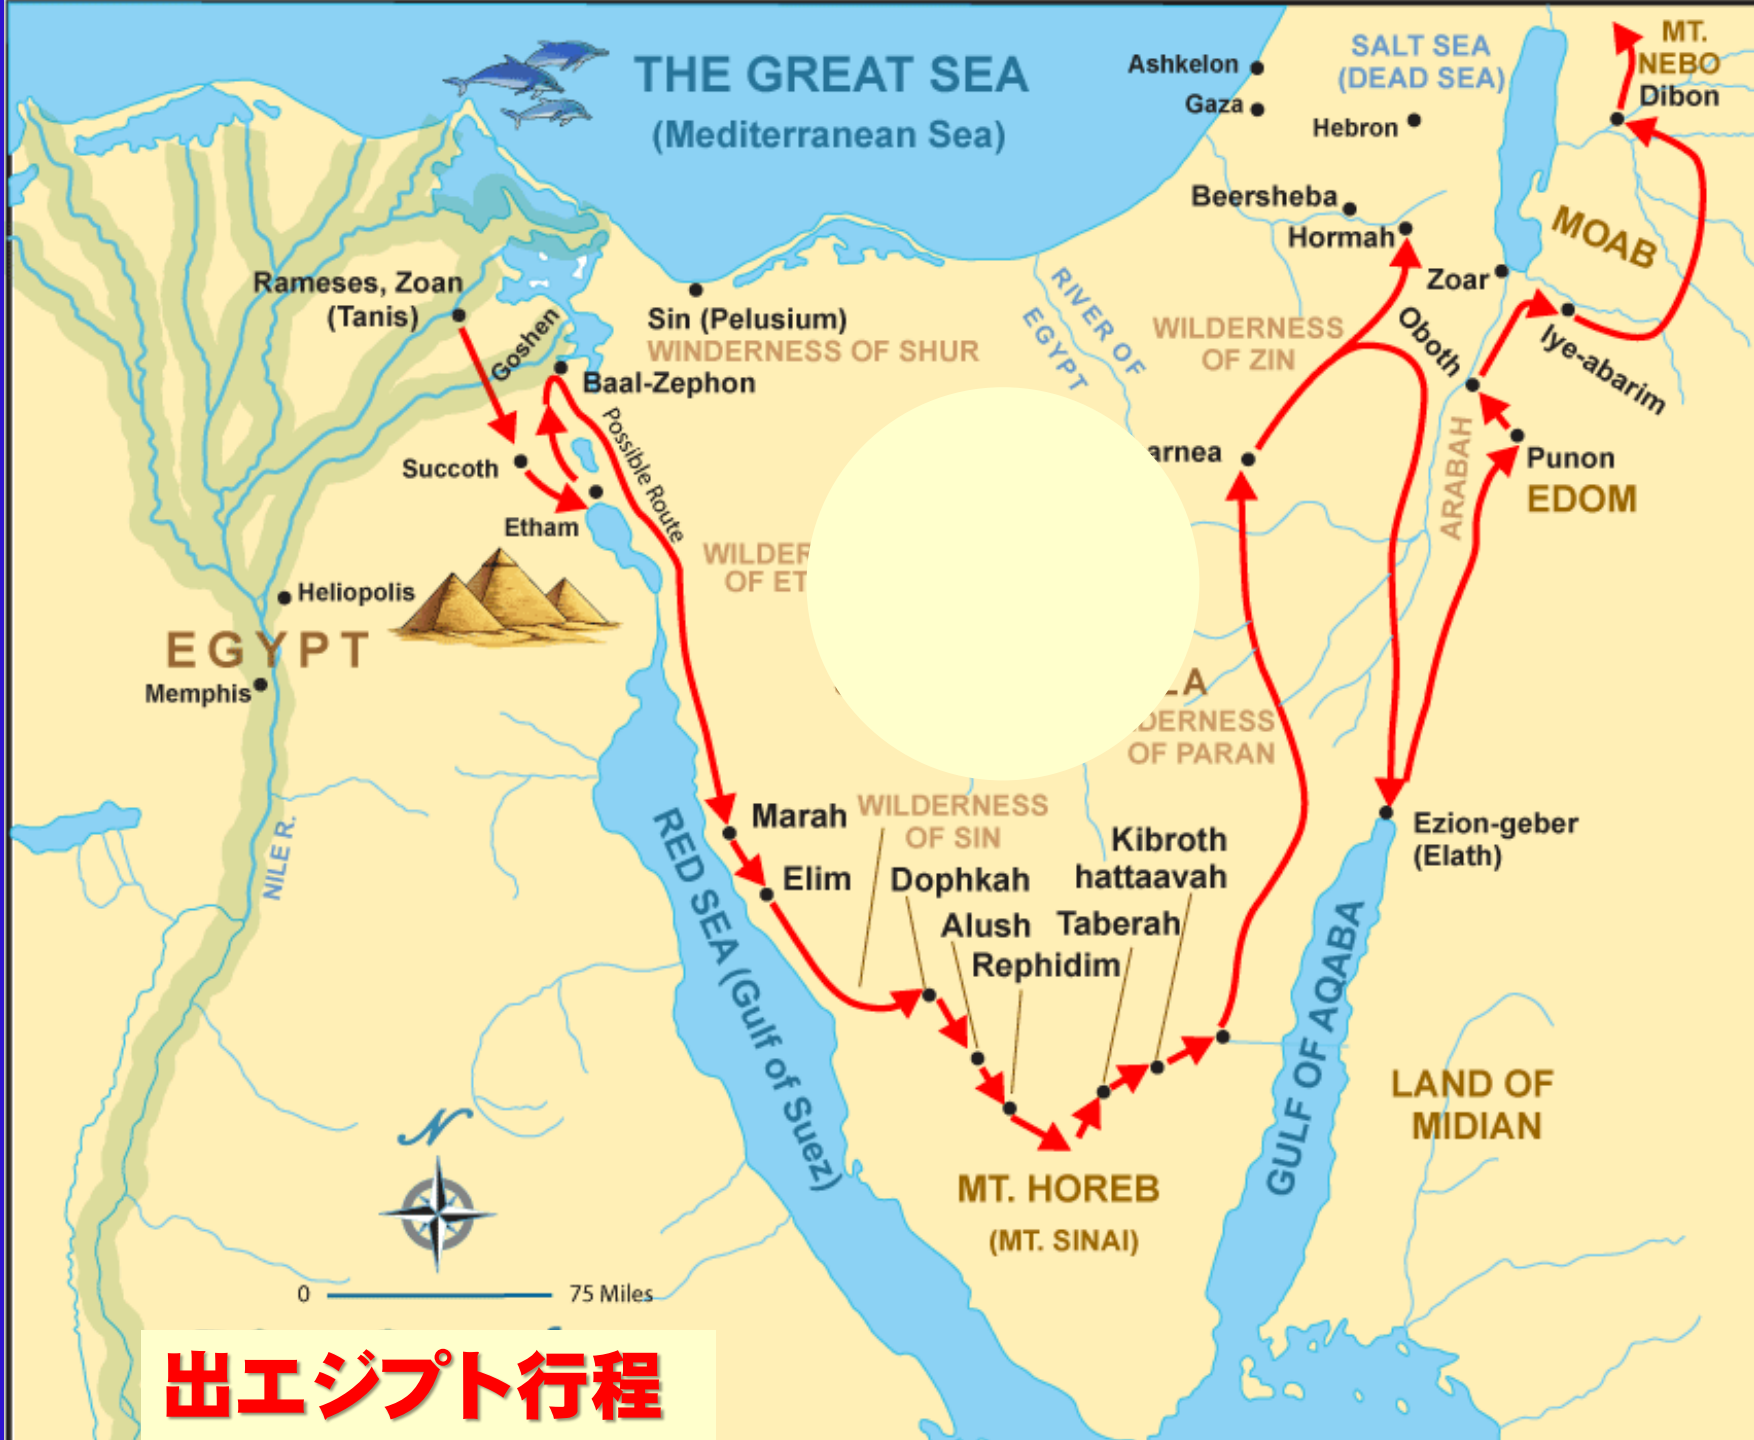 THE GREAT SEA
(Mediterranean Sea)
Ashkelon
Gaza
SALT SEA
(DEAD SEA)
Hebron
MT.
NEBO
Dibon
Beersheba
Hormah
MOAB
Zoar
Rameses, Zoan
(Tanis)
Goshen
Sin (Pelusium)
WINDERNESS OF SHUR
Baal-Zephon
RIVER OF
EGYPT
WILDERNESS
OF ZIN
Oboth
Iye-abarim
Possible Route
Succoth
Etham
arnea
ARABAH
Punon
EDOM
WILDER
OF ET
Heliopolis
EGYPT
Memphis
LA
DERNESS
OF PARAN
NILE R.
RED SEA (Gulf of Suez)
Marah
WILDERNESS
OF SIN
Elim
Dophkah
Alush
Rephidim
Kibroth
hattaavah
Taberah
Ezion-geber
(Elath)
GULF OF AQABA
LAND OF
MIDIAN
MT. HOREB
(MT. SINAI)
N
0 75 Miles
出エジプト行程